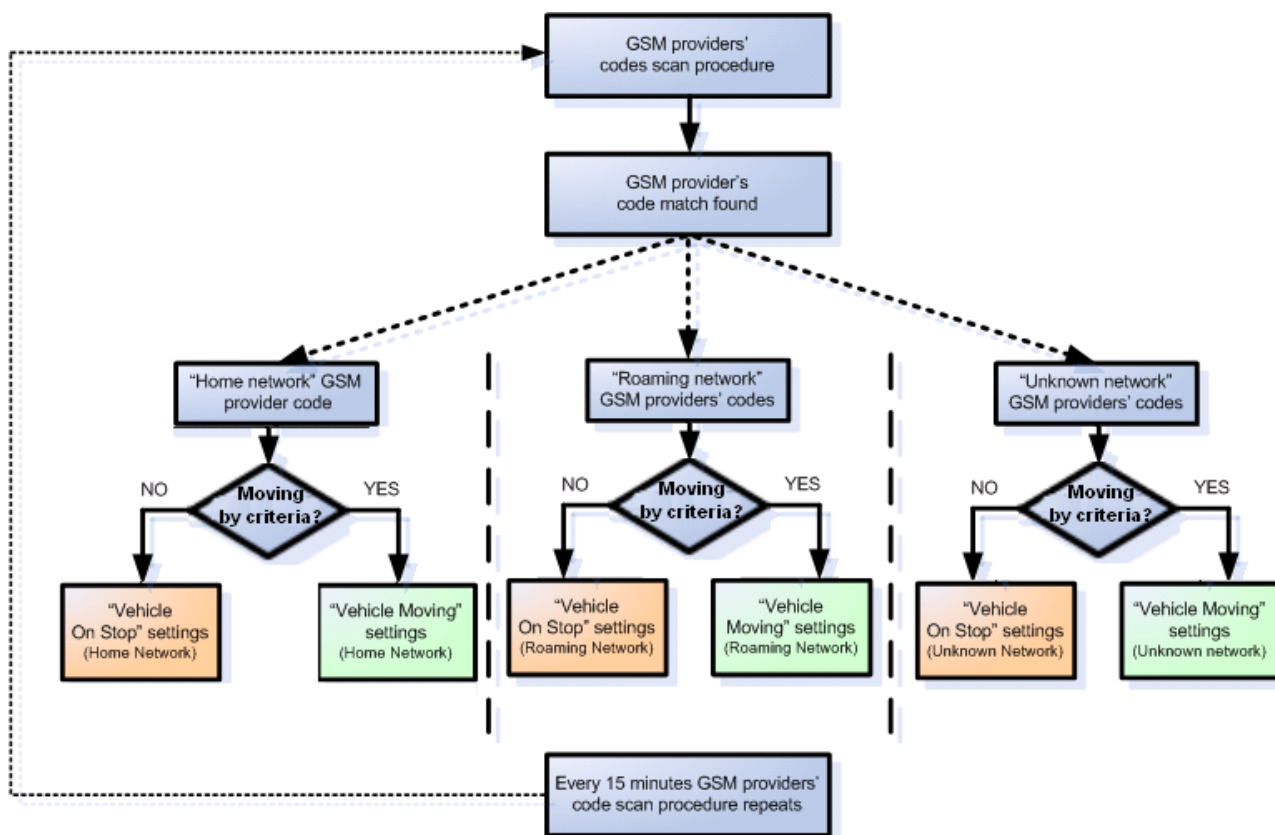 GSM providers'
codes scan procedure
GSM provider's
code match found
“Home network” GSM
provider code
“Roaming network”
GSM providers' codes
“Unknown network”
GSM providers' codes
NO
Moving
by criteria?
YES
NO
Moving
by criteria?
YES
NO
Moving
by criteria?
YES
“Vehicle
On Stop” settings
(Home Network)
“Vehicle Moving”
settings
(Home Network)
“Vehicle
On Stop” settings
(Roaming Network)
“Vehicle
Moving” settings
(Roaming Network)
“Vehicle
On Stop” settings
(Unknown Network)
“Vehicle Moving”
settings
(Unknown network)
Every 15 minutes GSM providers'
code scan procedure repeats